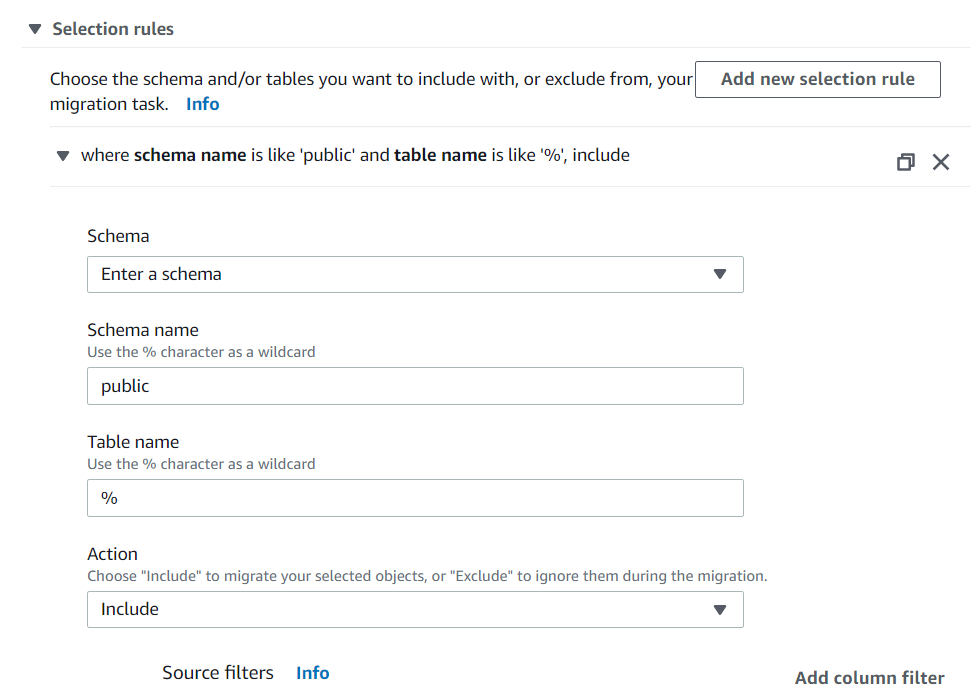 Selection rules
Choose the schema and/or tables you want to include with, or exclude from, your
migration task. Info
Add new selection rule
where schema name is like 'public' and table name is like '%', include
Schema
Enter a schema
Schema name
Use the % character as a wildcard
public
Table name
Use the % character as a wildcard
%
Action
Choose "Include" to migrate your selected objects, or "Exclude" to ignore them during the migration.
Include
Source filters Info
Add column filter